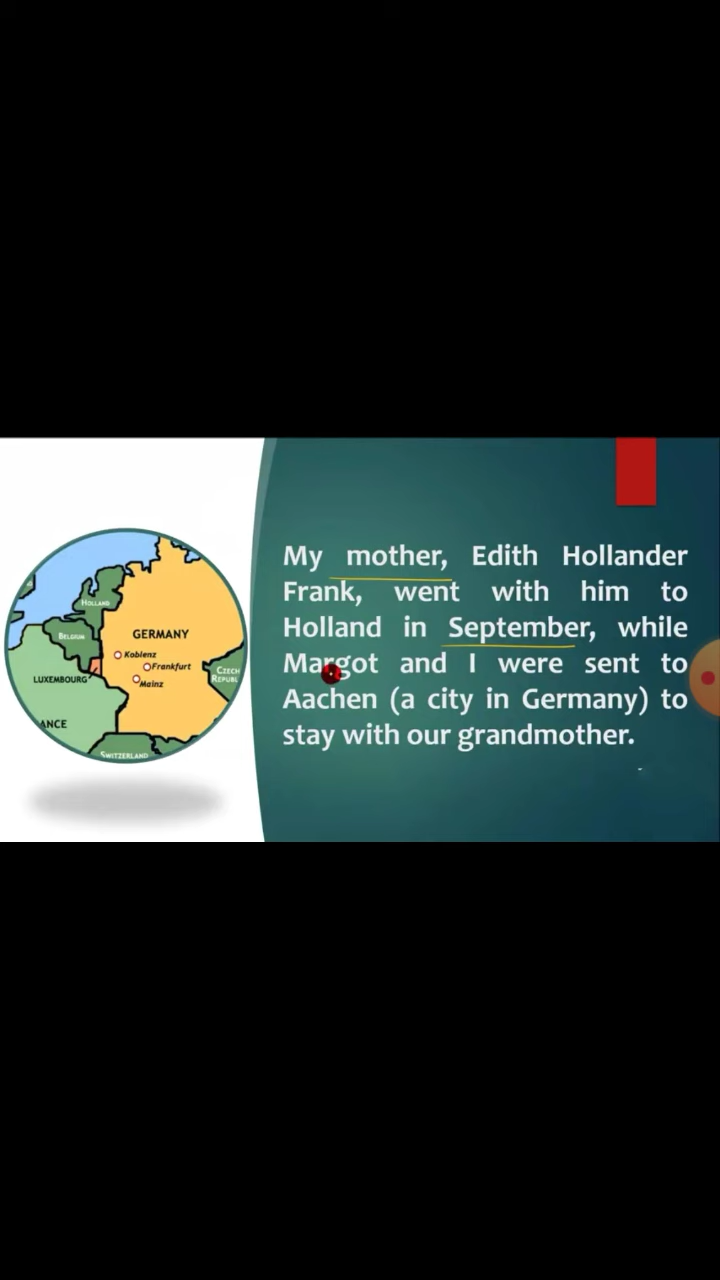 My mother, Edith Hollander
Frank, went with him to
Holland in September, while
Margot and I were sent to
Aachen (a city in Germany) to
stay with our grandmother.
HOLLAND
GERMANY
BELGIUM
Koblenz
Frankfurt
LUXEMBOURG
Mainz
CZECH
REPUBL
ANCE
SWITZERLAND